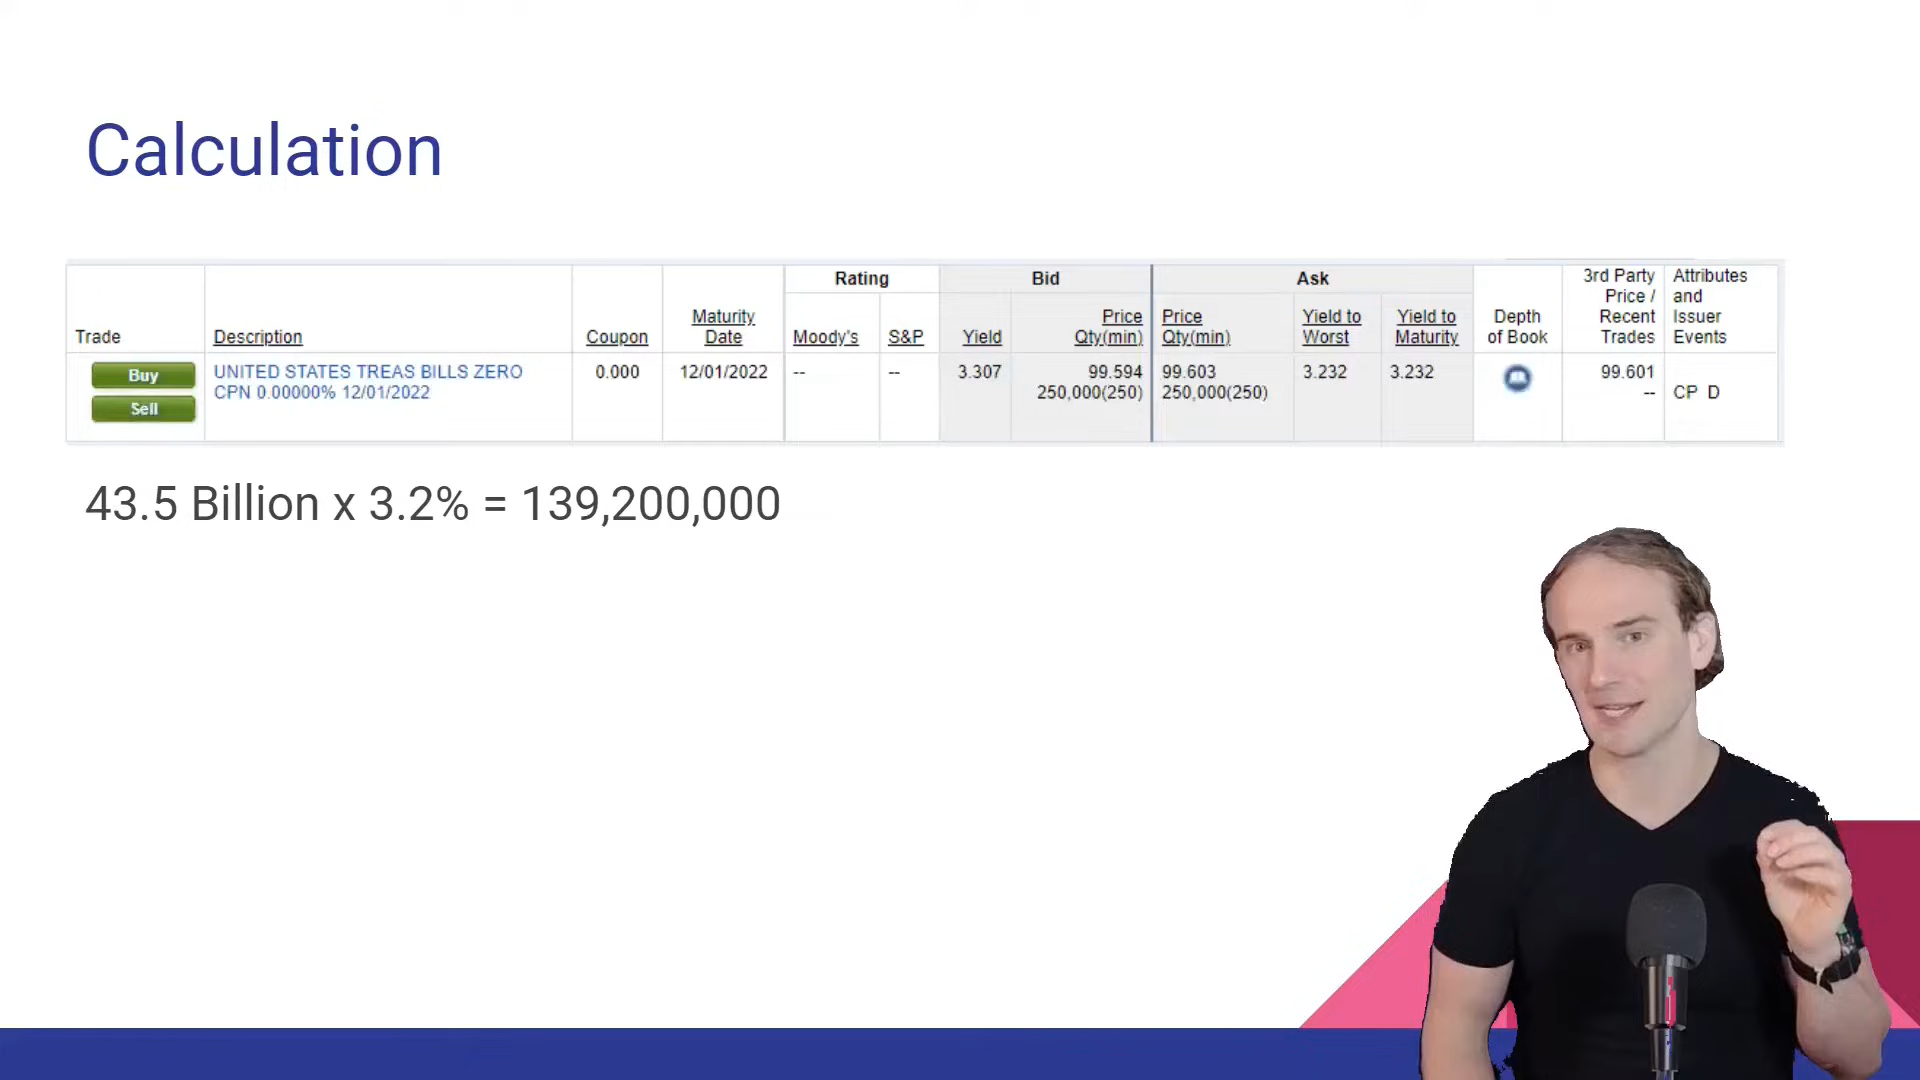 Calculation
Rating
Bid
Ask
3rd Party
Price /
Recent
Trades
Attributes
and
Issuer
Events
Trade
Description
Coupon
Maturity
Date
Moody's
S&P
Yield
Price
Qty(min)
Price
Qty(min)
Yield to
Worst
Yield to
Maturity
Depth
of Book
Buy
Sell
UNITED STATES TREAS BILLS ZERO
CPN 0.00000% 12/01/2022
0.000
12/01/2022
--
--
3.307
99.594
250,000(250)
99.603
250,000(250)
3.232
3.232
99.601
--
CP D
43.5 Billion x 3.2% = 139,200,000